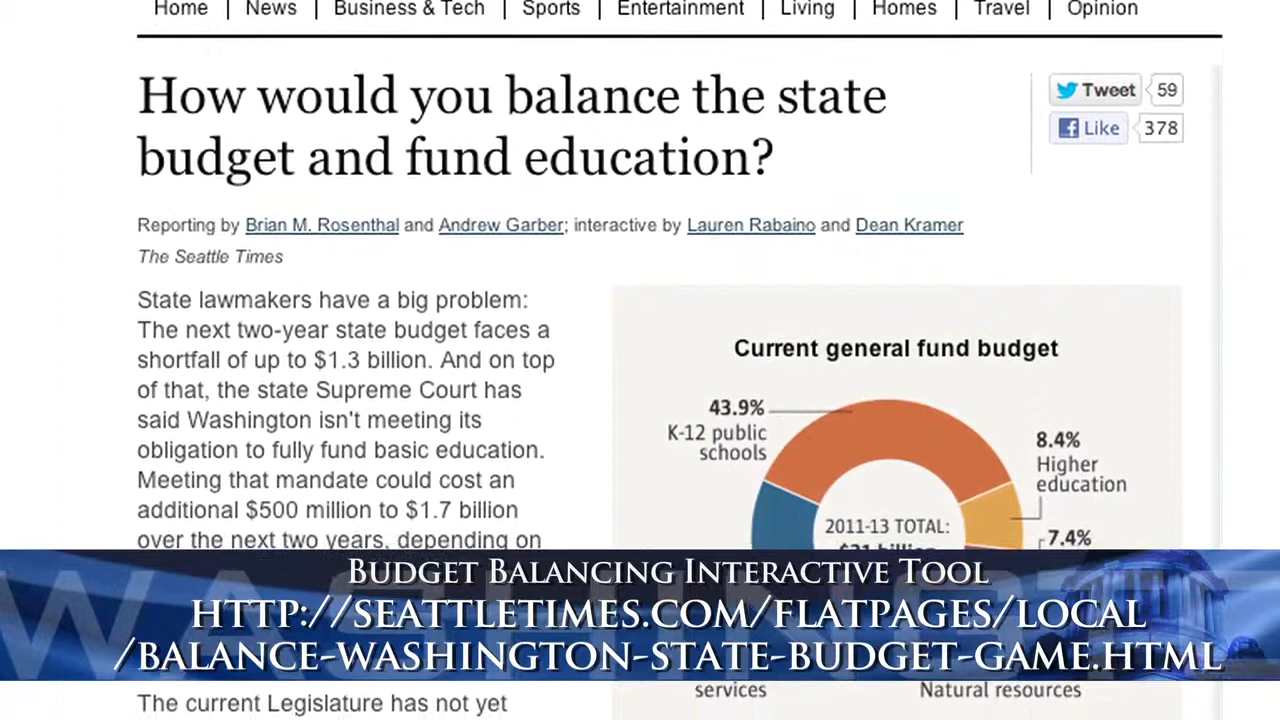 Home | News | Business & Tech | Sports | Entertainment | Living | Homes | Travel | Opinion
How would you balance the state
budget and fund education?
Tweet 59
Like 378
Reporting by Brian M. Rosenthal and Andrew Garber; interactive by Lauren Rabaino and Dean Kramer
The Seattle Times
State lawmakers have a big problem:
The next two-year state budget faces a
shortfall of up to $1.3 billion. And on top
of that, the state Supreme Court has
said Washington isn't meeting its
obligation to fully fund basic education.
Meeting that mandate could cost an
additional $500 million to $1.7 billion
over the next two years, depending on
Current general fund budget
43.9%
K-12 public
schools
8.4%
Higher
education
2011-13 TOTAL:
$31 billion
7.4%
Budget Balancing Interactive Tool
HTTP://SEATTLETIMES.COM/FLATPAGES/LOCAL
/BALANCE-WASHINGTON-STATE-BUDGET-GAME.HTML
services
Natural resources
The current Legislature has not yet